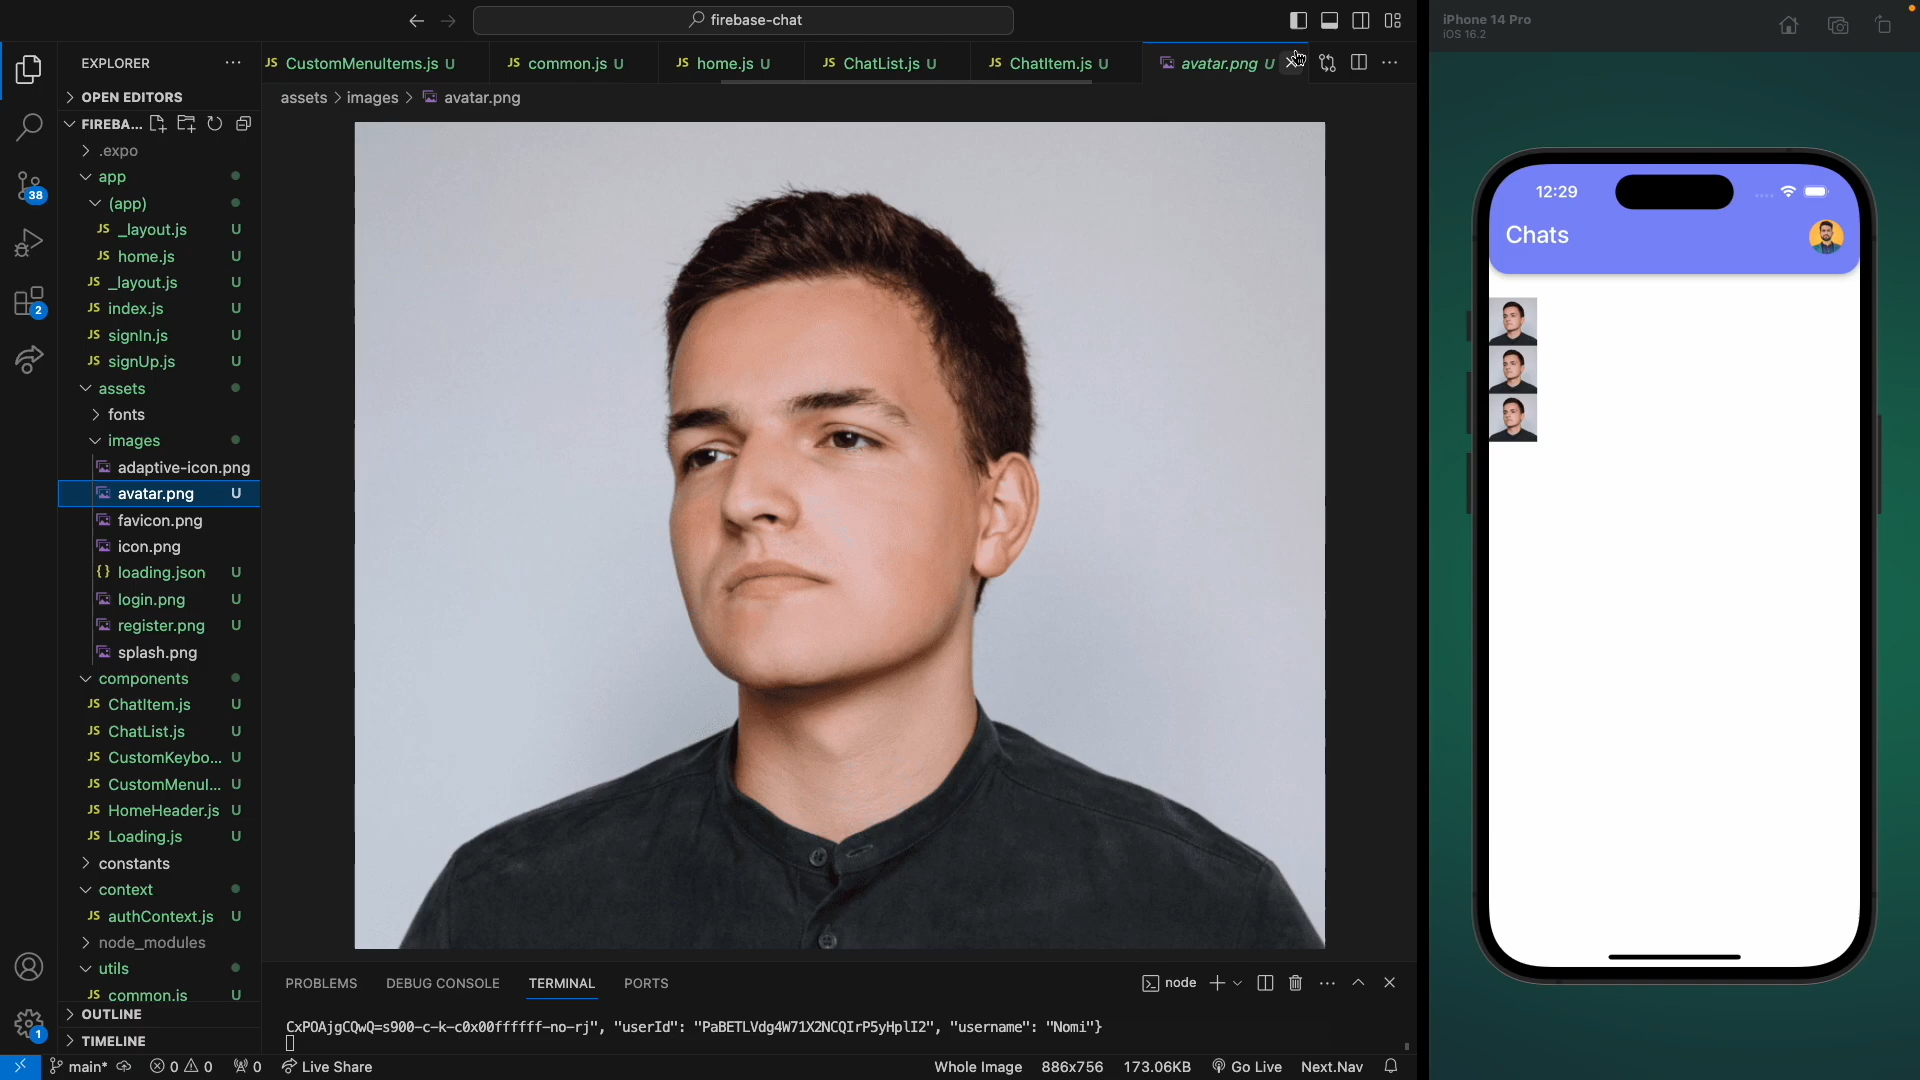 firebase-chat
iPhone 14 Pro
iOS 16.2
EXPLORER
CustomMenuItems.js U
common.js U
home.js U
ChatList.js U
ChatItem.js U
avatar.png U
OPEN EDITORS
assets > images > avatar.png
FIREBA...
.expo
app
(app)
_layout.js U
home.js U
_layout.js U
index.js U
signIn.js U
signUp.js U
assets
fonts
images
adaptive-icon.png
avatar.png U
favicon.png
icon.png
loading.json U
login.png U
register.png U
splash.png
components
ChatItem.js U
ChatList.js U
CustomKeybo... U
CustomMenuI... U
HomeHeader.js U
Loading.js U
constants
context
authContext.js U
node_modules
utils
common.js U
OUTLINE
TIMELINE
38
2
1
12:29
Chats
PROBLEMS DEBUG CONSOLE TERMINAL PORTS
node
CxPOAjgCQwQ=s900-c-k-c0x00ffffff-no-rj", "userId": "PaBETLVdg4W71X2NCQIrP5yHplI2", "username": "Nomi"}
main* 0 0 0 Live Share
Whole Image 886x756 173.06KB Go Live Next.Nav